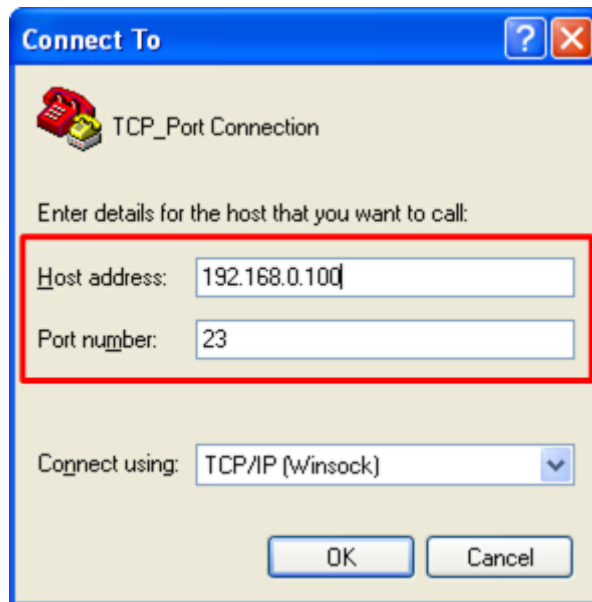 Connect To
TCP_Port Connection
Enter details for the host that you want to call:
Host address: 192.168.0.100
Port number: 23
Connect using: TCP/IP (Winsock)
OK Cancel